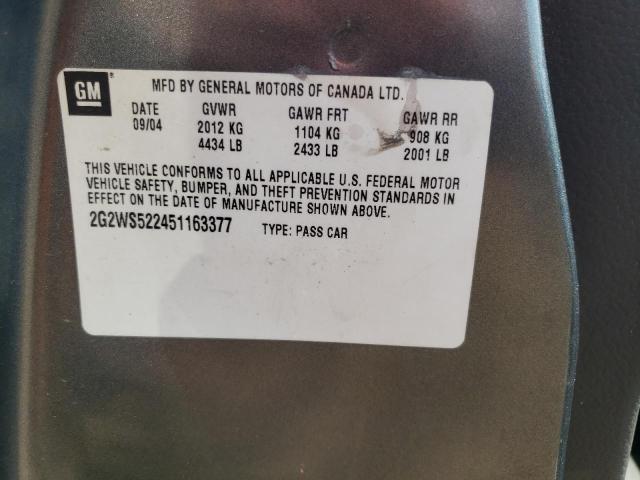 GM
MFD BY GENERAL MOTORS OF CANADA LTD.
DATE GVWR GAWR FRT GAWR RR
09/04 2012 KG 1104 KG 908 KG
4434 LB 2433 LB 2001 LB
THIS VEHICLE CONFORMS TO ALL APPLICABLE U.S. FEDERAL MOTOR
VEHICLE SAFETY, BUMPER, AND THEFT PREVENTION STANDARDS IN
EFFECT ON THE DATE OF MANUFACTURE SHOWN ABOVE.
2G2WS522451163377 TYPE: PASS CAR